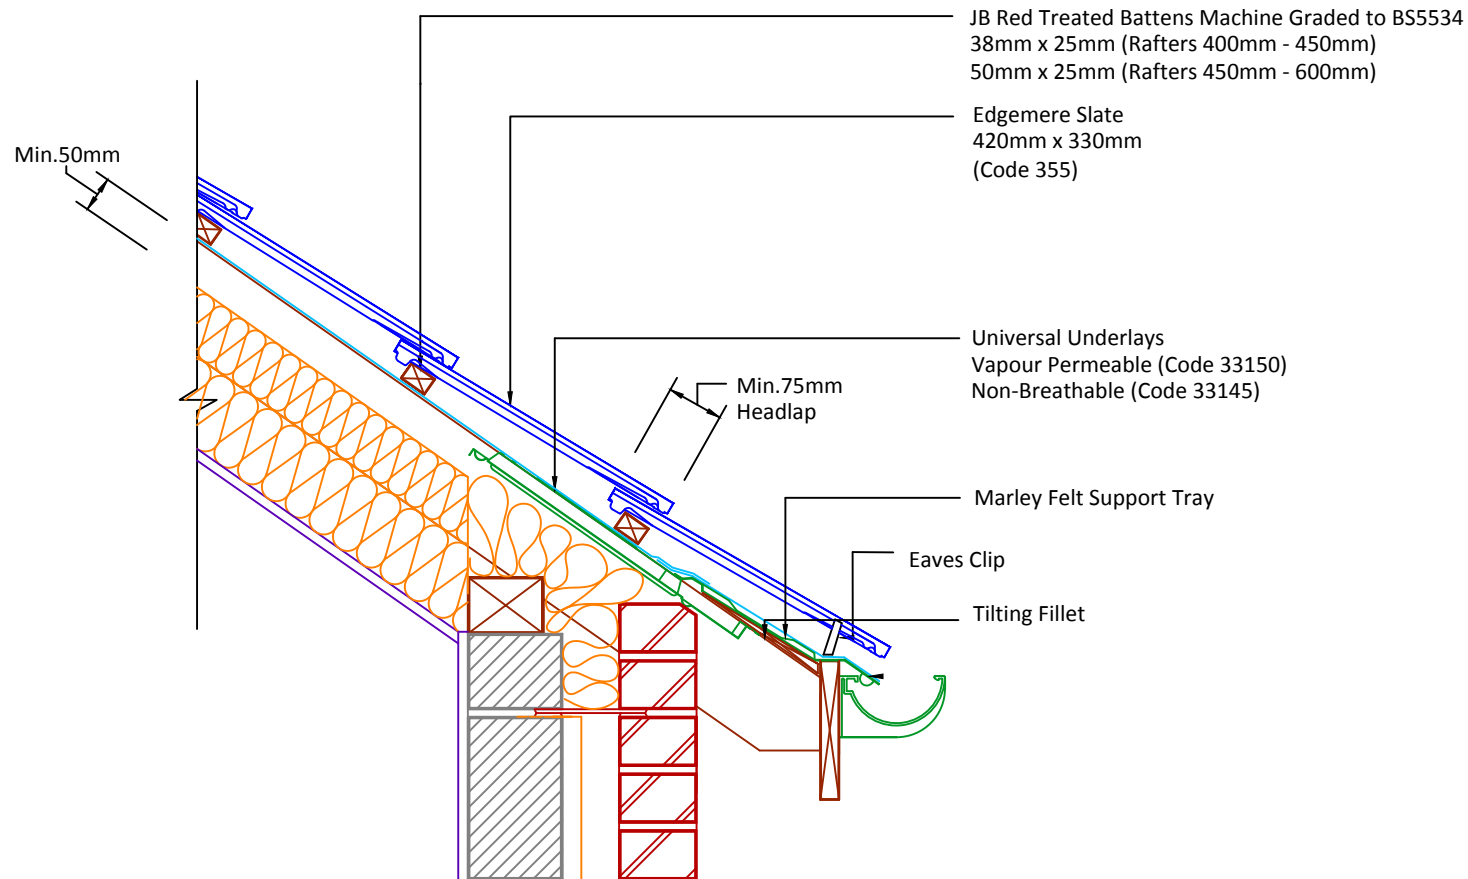 JB Red Treated Battens Machine Graded to BS5534
38mm x 25mm (Rafters 400mm - 450mm)
50mm x 25mm (Rafters 450mm - 600mm)
Edgemere Slate
420mm x 330mm
(Code 355)
Min.50mm
Universal Underlays
Vapour Permeable (Code 33150)
Non-Breathable (Code 33145)
Min.75mm
Headlap
Marley Felt Support Tray
Eaves Clip
Tilting Fillet